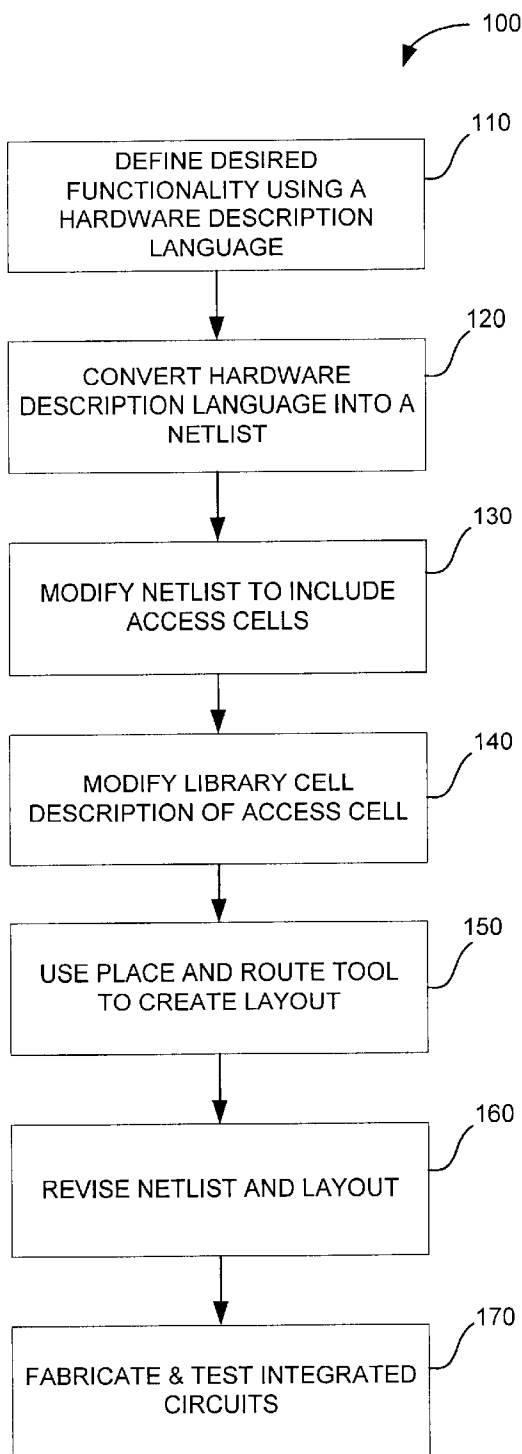 100
110
DEFINE DESIRED
FUNCTIONALITY USING A
HARDWARE DESCRIPTION
LANGUAGE
120
CONVERT HARDWARE
DESCRIPTION LANGUAGE INTO A
NETLIST
130
MODIFY NETLIST TO INCLUDE
ACCESS CELLS
140
MODIFY LIBRARY CELL
DESCRIPTION OF ACCESS CELL
150
USE PLACE AND ROUTE TOOL
TO CREATE LAYOUT
160
REVISE NETLIST AND LAYOUT
170
FABRICATE & TEST INTEGRATED
CIRCUITS